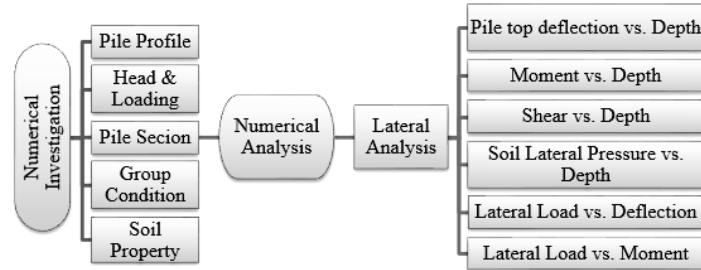 Numerical
Investigation
Pile Profile
Head &
Loading
Pile Secion
Group
Condition
Soil
Property
Numerical
Analysis
Lateral
Analysis
Pile top deflection vs. Depth
Moment vs. Depth
Shear vs. Depth
Soil Lateral Pressure vs.
Depth
Lateral Load vs. Deflection
Lateral Load vs. Moment